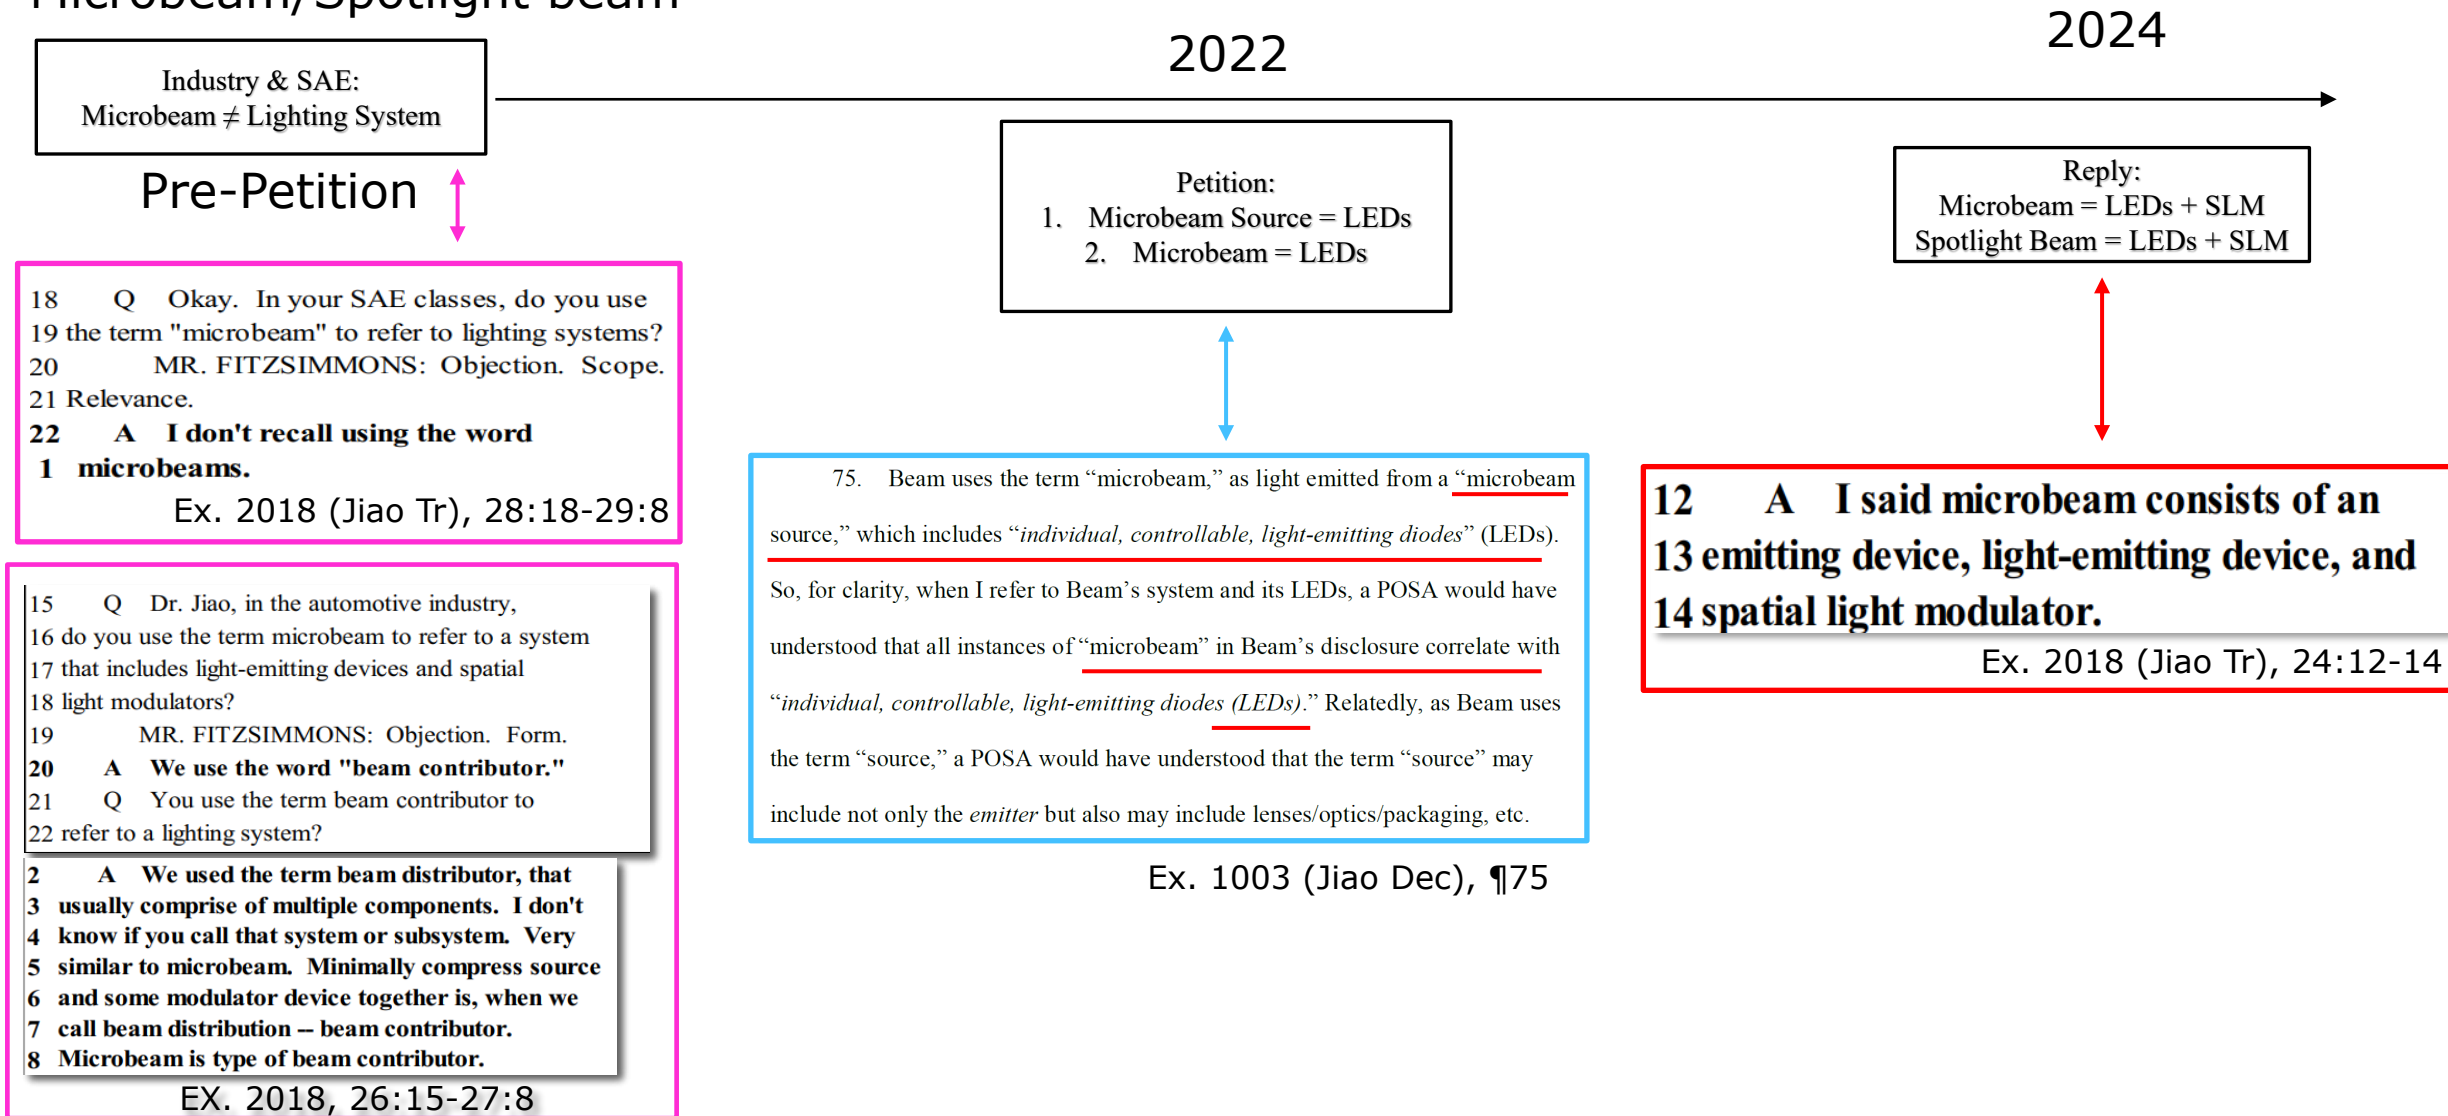 Microbeam/Spotlight beam
Industry & SAE:
Microbeam ≠ Lighting System
Pre-Petition
18 Q Okay. In your SAE classes, do you use
19 the term "microbeam" to refer to lighting systems?
20 MR. FITZSIMMONS: Objection. Scope.
21 Relevance.
22 A I don't recall using the word
1 microbeams.
Ex. 2018 (Jiao Tr), 28:18-29:8
15 Q Dr. Jiao, in the automotive industry,
16 do you use the term microbeam to refer to a system
17 that includes light-emitting devices and spatial
18 light modulators?
19 MR. FITZSIMMONS: Objection. Form.
20 A We use the word "beam contributor."
21 Q You use the term beam contributor to
22 refer to a lighting system?
2 A We used the term beam distributor, that
3 usually comprise of multiple components. I don't
4 know if you call that system or subsystem. Very
5 similar to microbeam. Minimally compress source
6 and some modulator device together is, when we
7 call beam distribution -- beam contributor.
8 Microbeam is type of beam contributor.
EX. 2018, 26:15-27:8
2022
Petition:
1. Microbeam Source = LEDs
2. Microbeam = LEDs
75. Beam uses the term “microbeam,” as light emitted from a “microbeam
source,” which includes “individual, controllable, light-emitting diodes” (LEDs).
So, for clarity, when I refer to Beam’s system and its LEDs, a POSA would have
understood that all instances of “microbeam” in Beam’s disclosure correlate with
“individual, controllable, light-emitting diodes (LEDs).” Relatedly, as Beam uses
the term “source,” a POSA would have understood that the term “source” may
include not only the emitter but also may include lenses/optics/packaging, etc.
Ex. 1003 (Jiao Dec), ¶75
2024
Reply:
Microbeam = LEDs + SLM
Spotlight Beam = LEDs + SLM
12 A I said microbeam consists of an
13 emitting device, light-emitting device, and
14 spatial light modulator.
Ex. 2018 (Jiao Tr), 24:12-14